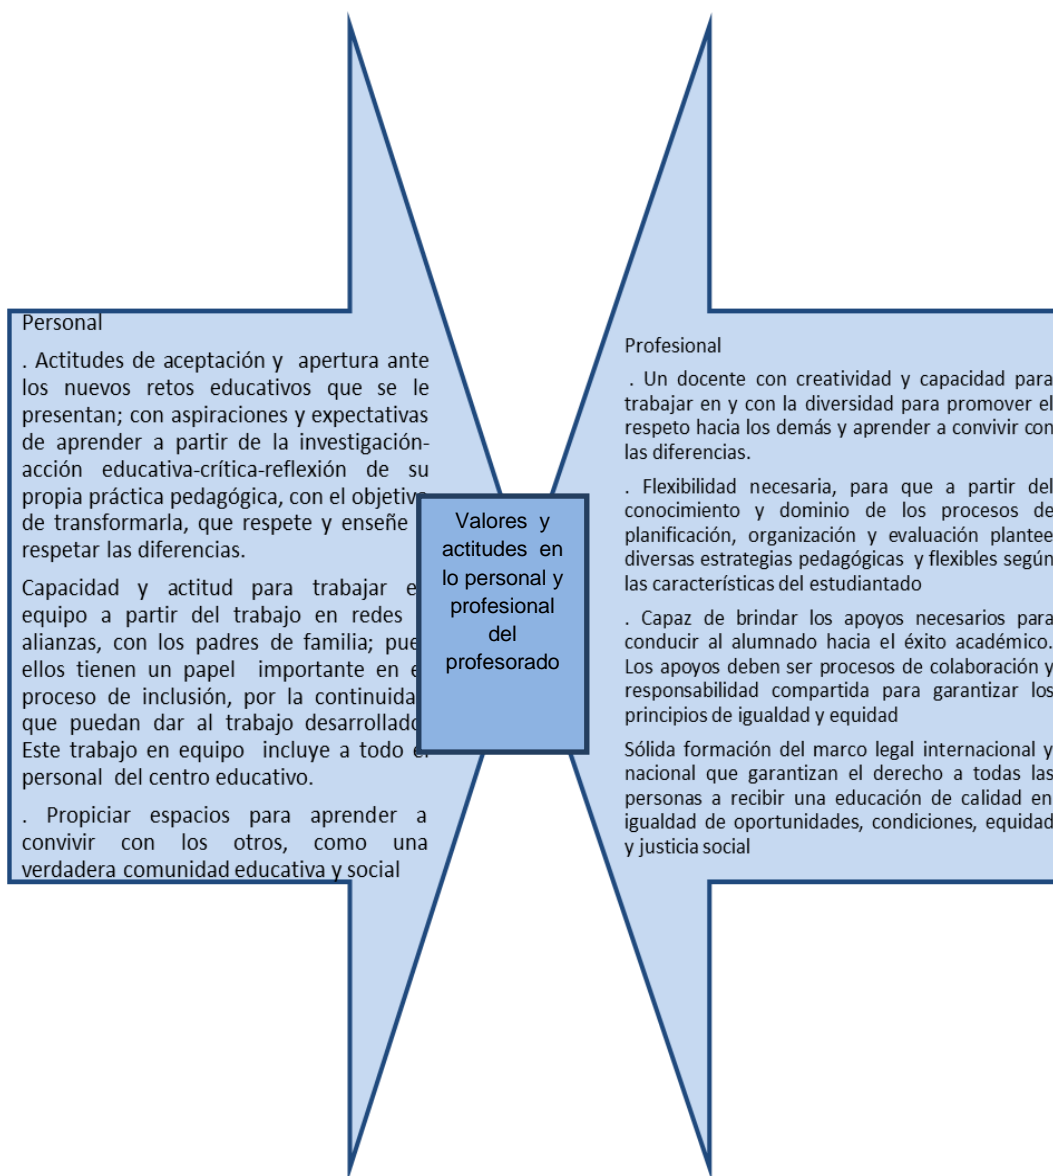 Personal
. Actitudes de aceptación y apertura ante
los nuevos retos educativos que se le
presentan; con aspiraciones y expectativas
de aprender a partir de la investigación-
acción educativa-crítica-reflexión de su
propia práctica pedagógica, con el objetivo
de transformarla, que respete y enseñe
respetar las diferencias.
Capacidad y actitud para trabajar
equipo a partir del trabajo en redes
alianzas, con los padres de familia;
ellos tienen un papel importante en
proceso de inclusión, por la
que puedan dar al trabajo
Este trabajo en equipo incluye a todo el
personal del centro educativo.
. Propiciar espacios para aprender a
convivir con los otros, como una
verdadera comunidad educativa y social
Valores y
actitudes en
lo personal y
profesional
del
profesorado
Profesional
. Un docente con creatividad y capacidad para
trabajar en y con la diversidad para promover el
respeto hacia los demás y aprender a convivir con
las diferencias.
. Flexibilidad necesaria, para que a partir del
conocimiento y dominio de los procesos de
planificación, organización y evaluación plantee
diversas estrategias pedagógicas y flexibles según
las características del estudiantado
. Capaz de brindar los apoyos necesarios para
conducir al alumnado hacia el éxito académico.
Los apoyos deben ser procesos de colaboración y
responsabilidad compartida para garantizar los
principios de igualdad y equidad
Sólida formación del marco legal internacional y
nacional que garantizan el derecho a todas las
personas a recibir una educación de calidad en
igualdad de oportunidades, condiciones, equidad
y justicia social